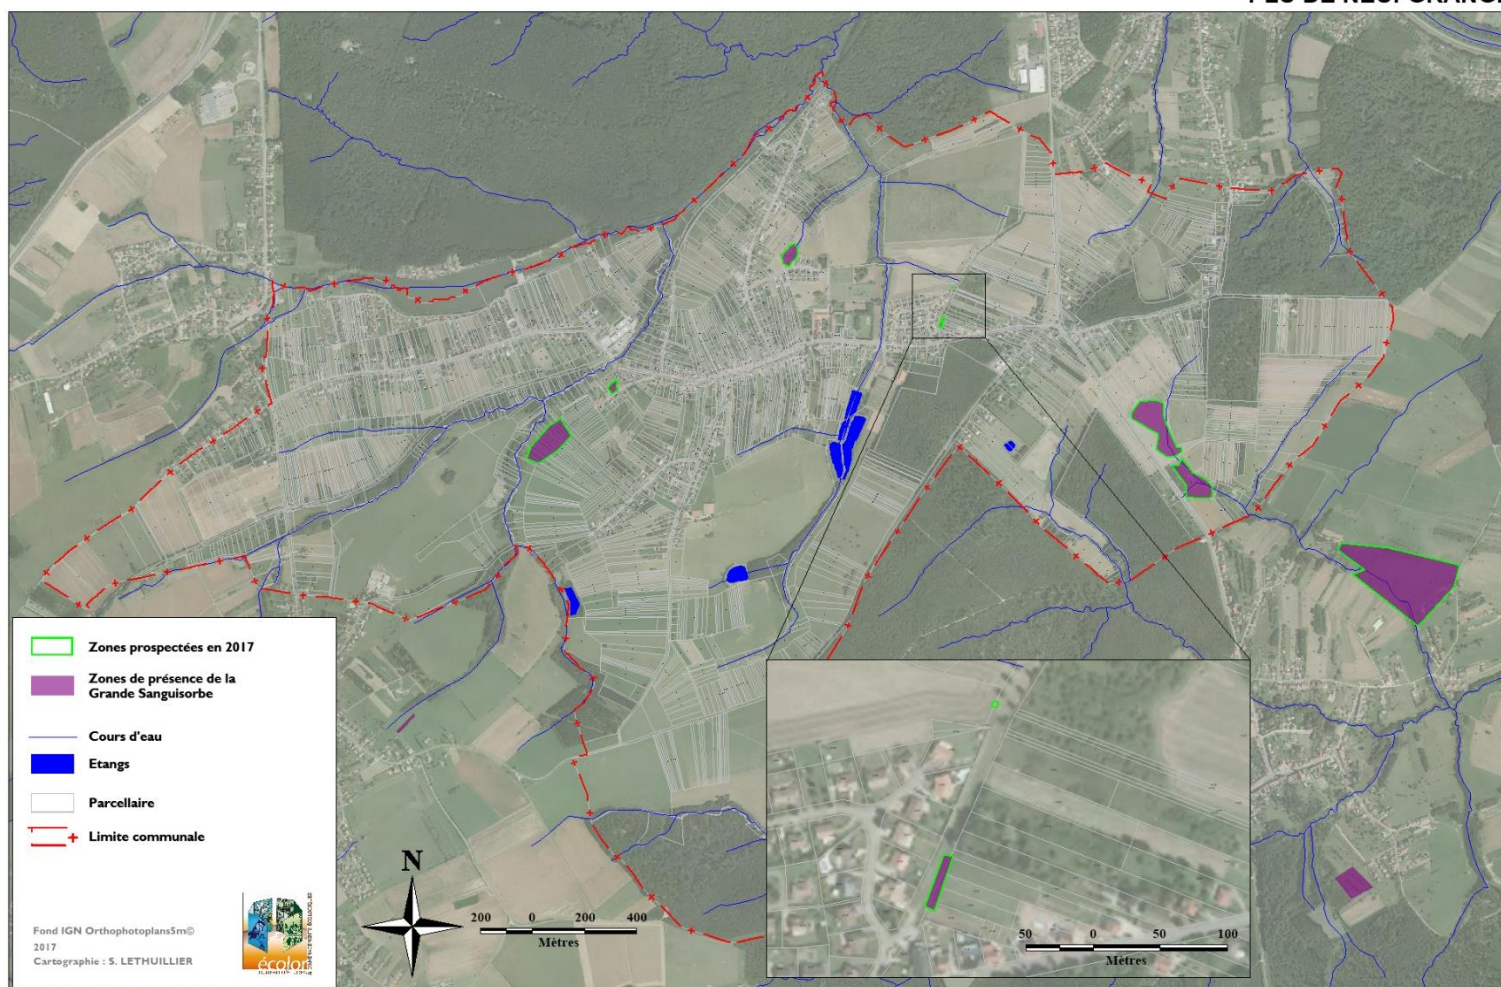 Zones prospectées en 2017
Zones de présence de la
Grande Sanguisorbe
Cours d'eau
Etangs
Parcellaire
Limite communale
Fond IGN Orthophotoplans5m©
2017
Cartographie : S. LETHUILLIER
écolor
N
200 0 200 400
Mètres
50 0 50 100
Mètres